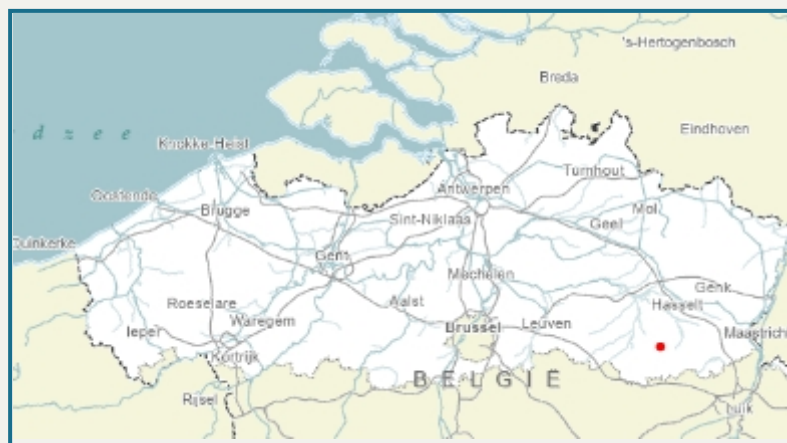 's-Hertogenbosch
Breda
d z e e
Eindhoven
Knokke-Heist
Turnhout
Oostende
Antwerpen
Mol
Brugge
Sint-Niklaas
Geel
Duinkerke
Gent
Mechelen
Genk
Roeselare
Aalst
Hasselt
Waregem
Ieper
Brussel
Leuven
Maastrich
Kortrijk
BELGIË
Rijsel
Luik